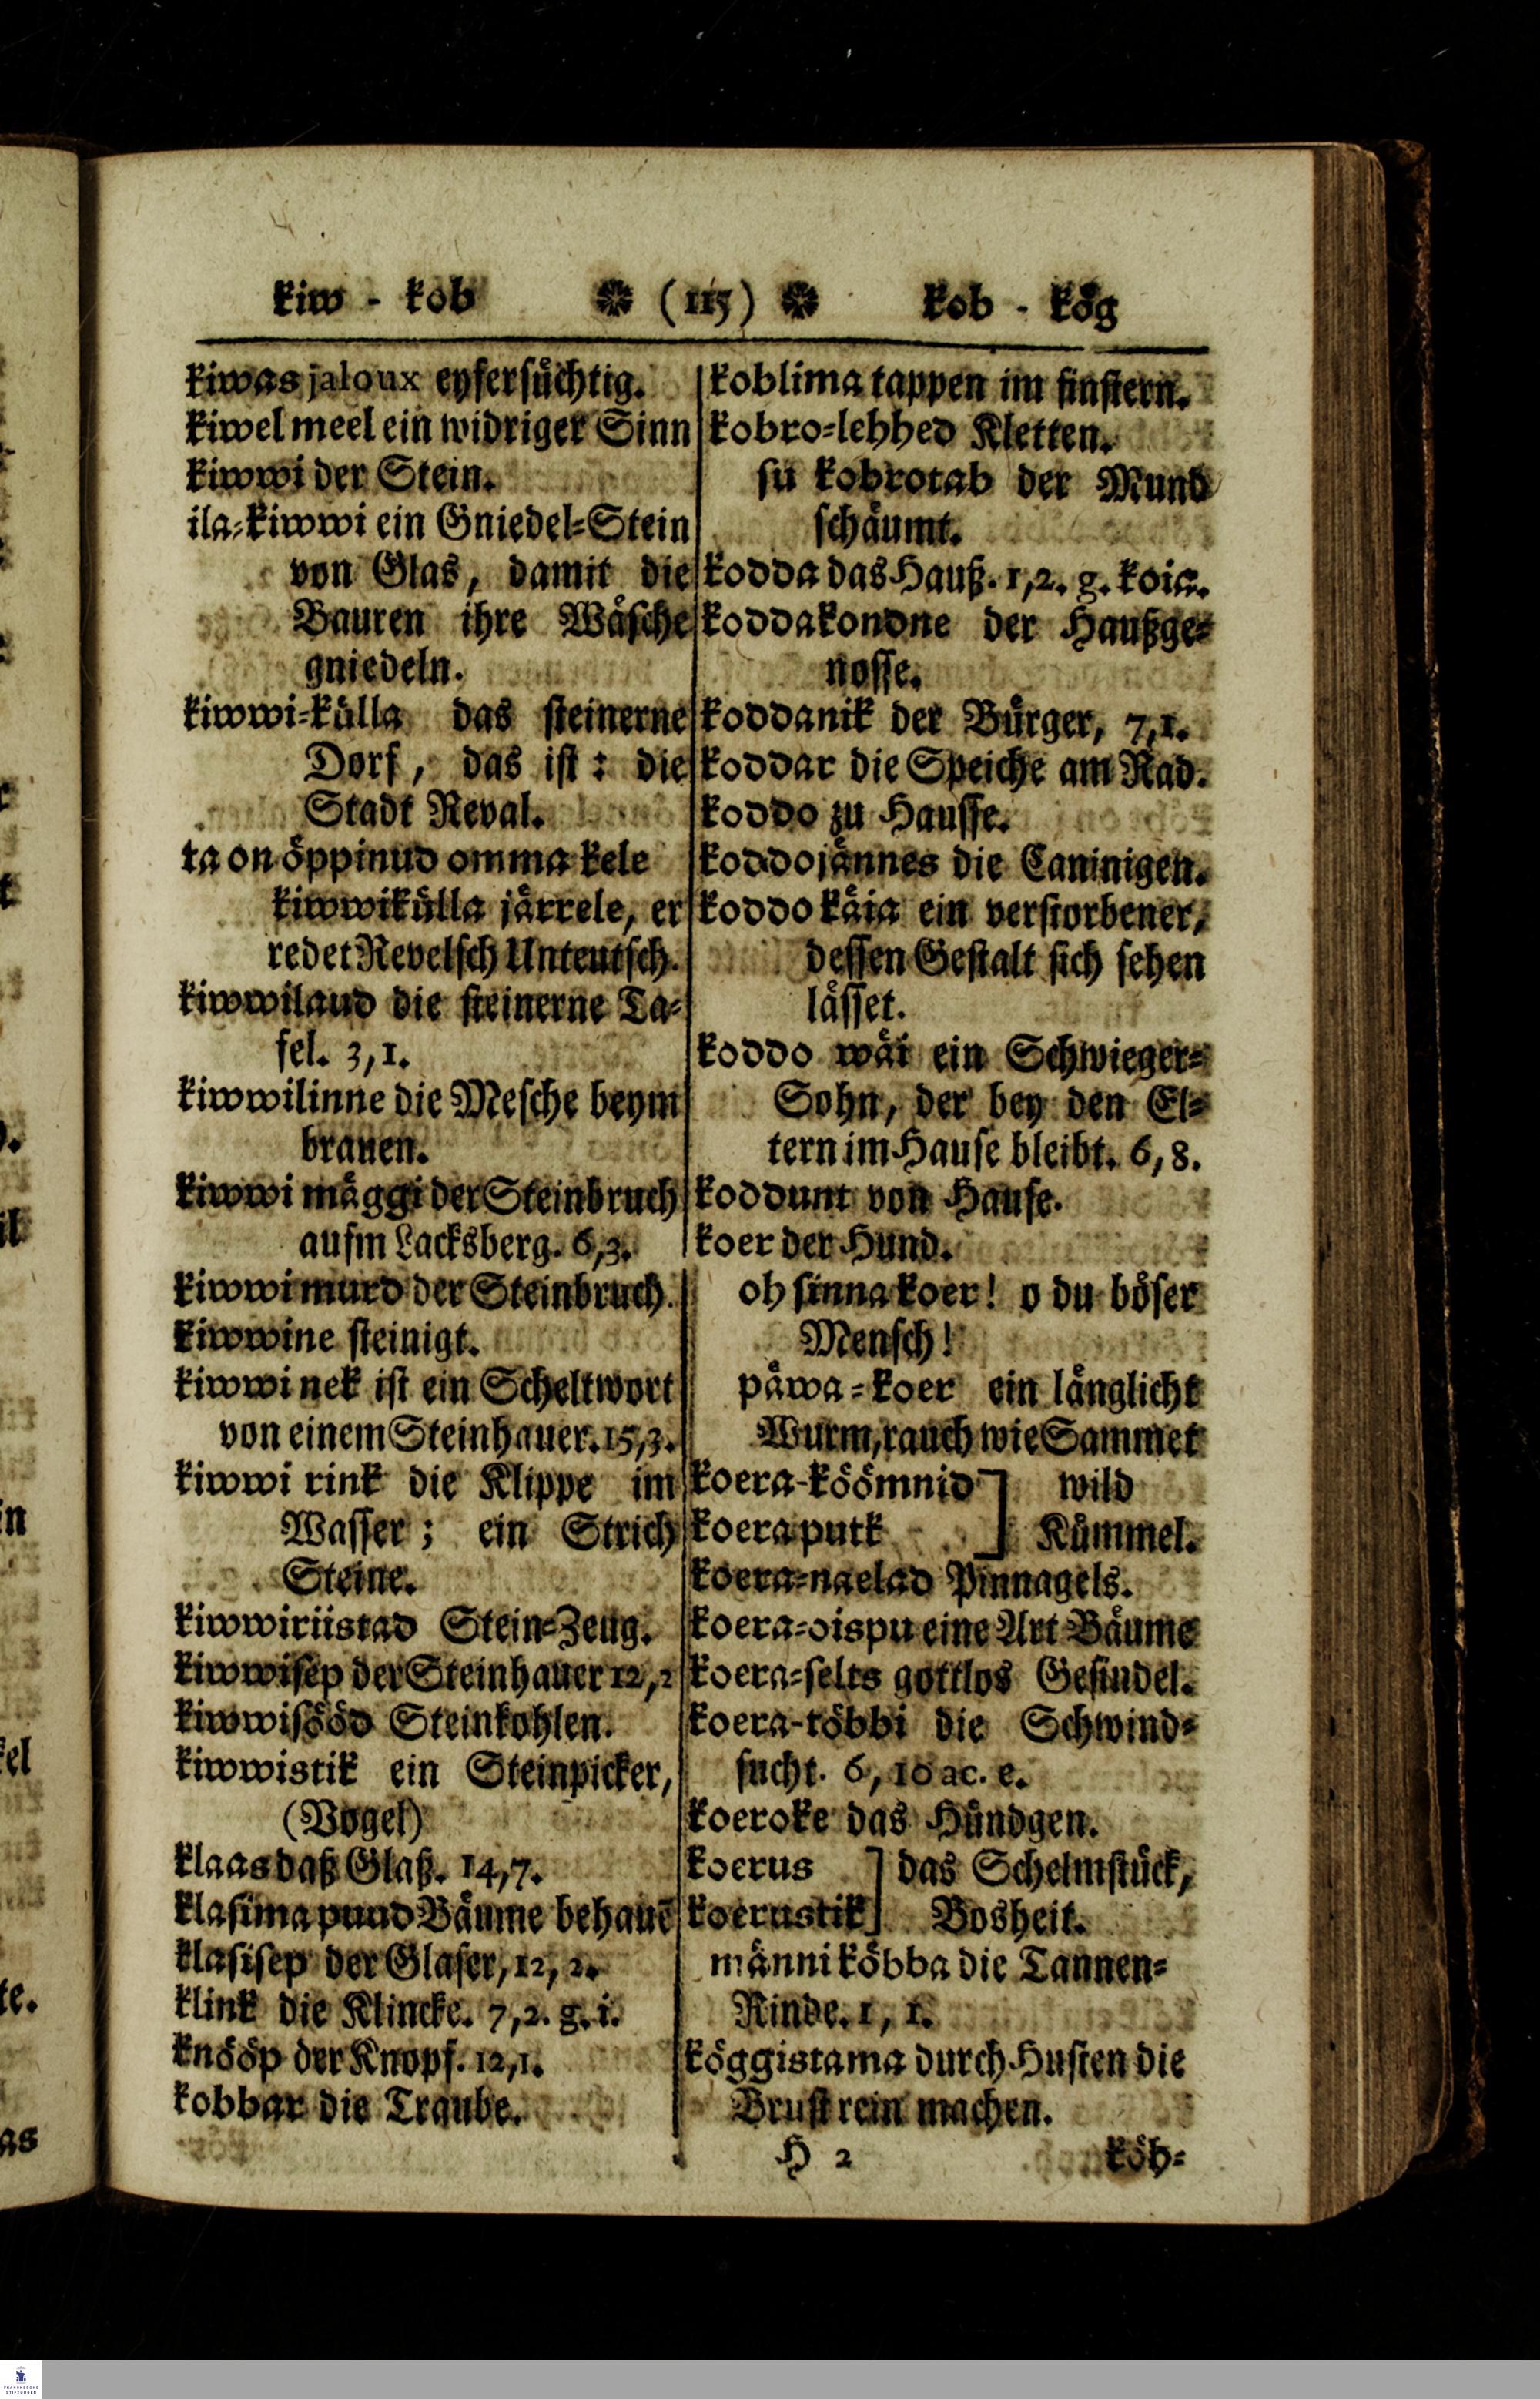 kiw - kob ✽ (115) ✽ kob - kög
kiwas jaloux eyfersüchtig.
kiwel meel ein widriger Sinn
kiwwi der Stein.
ila-kiwwi ein Gniedel-Stein
von Glas, damit die
Bauren ihre Wäsche
gniedeln.
kiwwi-külla das steinerne
Dorf, das ist: die
Stadt Reval.
ta on öppinud omma kele
kiwwikülla järrele, er
redet Revelsch Unteutsch.
kiwwilaud die steinerne Ta-
fel. 3,1.
kiwwilinne die Mesche beym
brauen.
kiwwi mäggi der Steinbruch
aufm Lacksberg. 6,3.
kiwwi murd der Steinbruch.
kiwwine steinigt.
kiwwi nek ist ein Scheltwort
von einem Steinhauer. 15,3.
kiwwi rink die Klippe im
Wasser; ein Strich
Steine.
kiwwiriistad Stein-Zeug.
kiwwisep der Steinhauer 12,2
kiwwisööd Steinkohlen.
kiwwistik ein Steinpicker,
(Vogel)
klaas daß Glaß. 14,7.
klasima puud Bäume behauē
klasisep der Glaser, 12, 2.
klink die Klincke. 7,2. g. i.
knööp der Knopf. 12,1.
kobbar die Traube.
koblima tappen im finstern.
kobro-lehhed Kletten.
su kobrotab der Mund
schäumt.
kodda das Hauß. 1,2. g. koia.
koddakondne der Haußge-
nosse.
koddanik der Bürger, 7,1.
koddar die Speiche am Rad.
koddo zu Hausse.
koddojännes die Caninigen.
koddo käia ein verstorbener,
dessen Gestalt sich sehen
lässet.
koddo wäi ein Schwieger-
Sohn, der bey den El-
tern im Hause bleibt. 6,8.
koddunt von Hause.
koer der Hund.
oh sinna koer! o du böser
Mensch!
päwa-koer ein länglicht
Wurm, rauch wie Sammet
koera-köömnid ] wild
koera putk ] Kümmel.
koera-naelad Pinnagels.
koera-oispu eine Art Bäume
koera-selts gottlos Gesindel.
koera-többi die Schwind-
sucht. 6, 10 ac. e.
koeroke das Hündgen.
koerus ] das Schelmstück,
koerustik ] Bosheit.
männi köbba die Tannen-
Rinde. 1, 1.
köggistama durch Husten die
Brust rein machen.
H 2 köh-
FRANCKESCHE
STIFTUNGEN